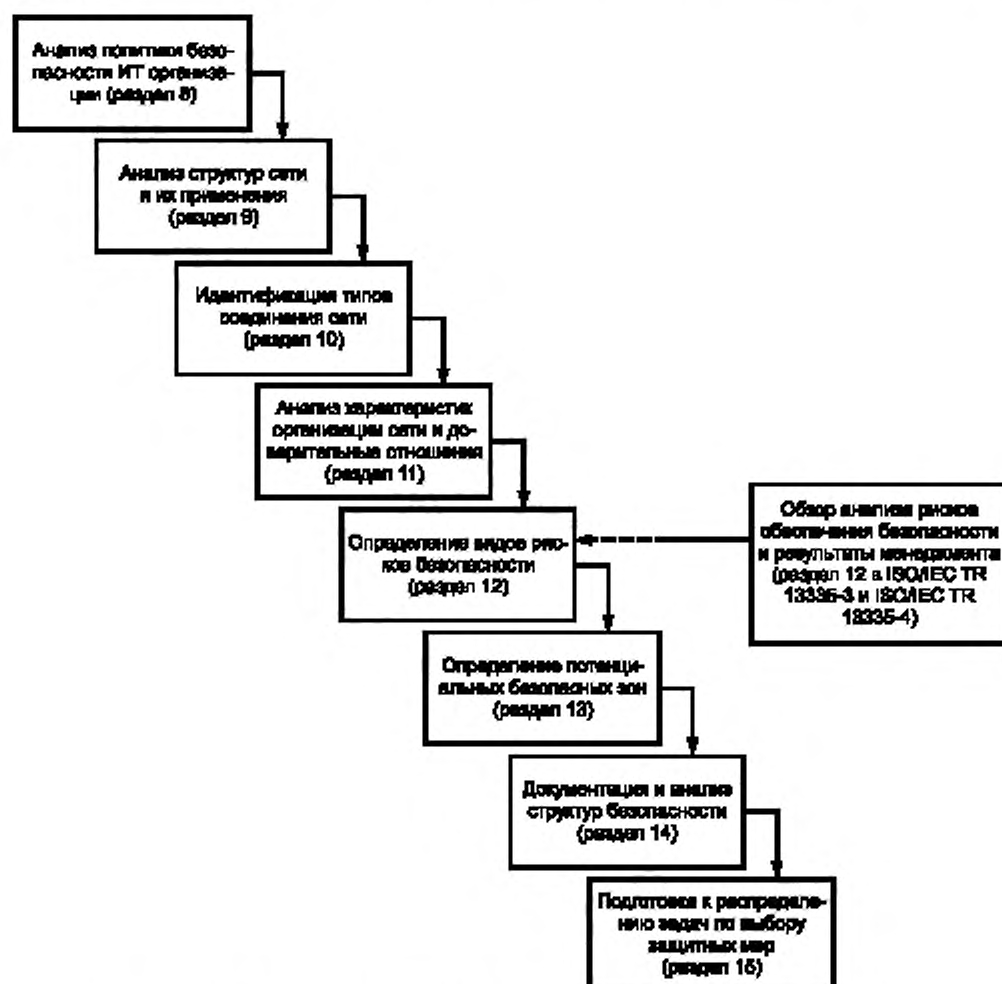 Анализ политики безо-
пасности ИТ организа-
ции (раздел 8)
Анализ структур сети
и их применения
(раздел 9)
Идентификация типов
соединения сети
(раздел 10)
Анализ характеристик
организации сети и до-
верительные отношения
(раздел 11)
Определение видов рис-
ков безопасности
(раздел 12)
Обзор анализа рисков
обеспечения безопасности
и результаты менеджмента
(раздел 12 в ISO/IEC TR
13335-3 и ISO/IEC TR
13335-4)
Определение потенци-
альных безопасных зон
(раздел 13)
Документация и анализ
структур безопасности
(раздел 14)
Подготовка к распределе-
нию задач по выбору
защитных мер
(раздел 15)